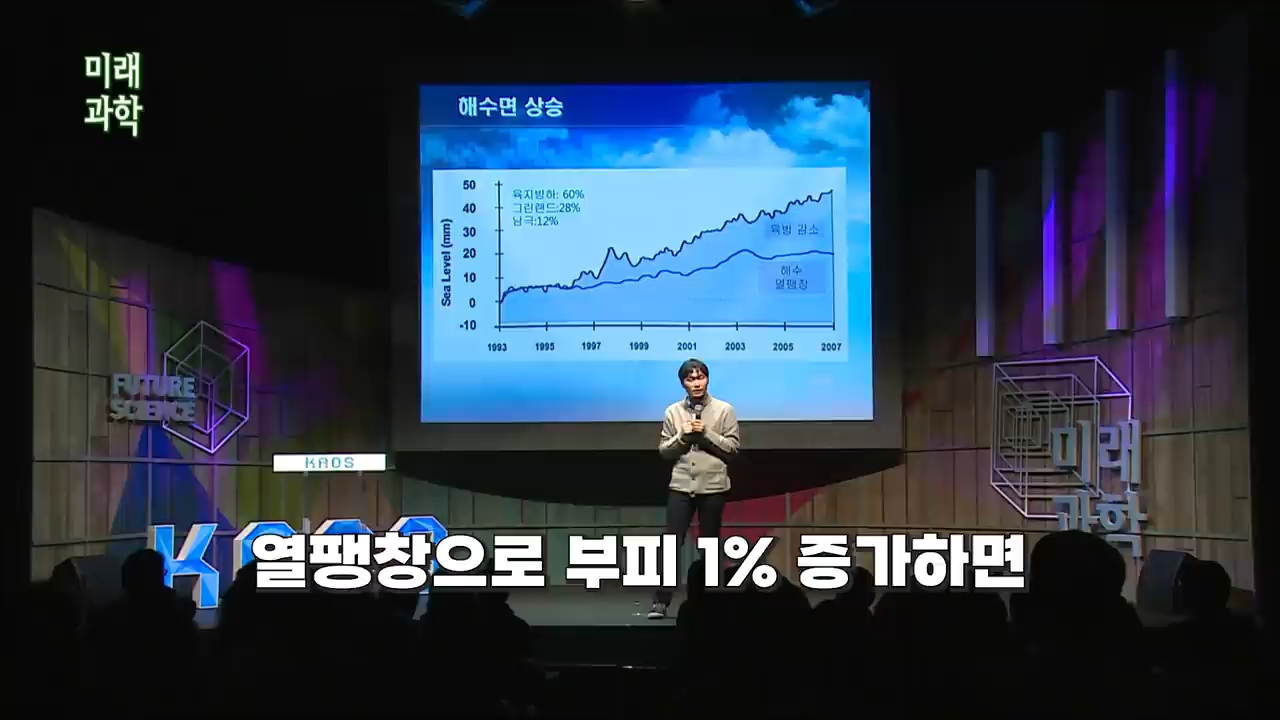 미래
과학
해수면 상승
육지빙하: 60%
그린랜드:28%
남극:12%
Sea Level (mm)
50
40
30
20
10
0
-10
육빙 감소
해수
열팽창
1993
1995
1997
1999
2001
2003
2005
2007
FUTURE
SCIENCE
KAOS
미래
과학
열팽창으로 부피 1% 증가하면